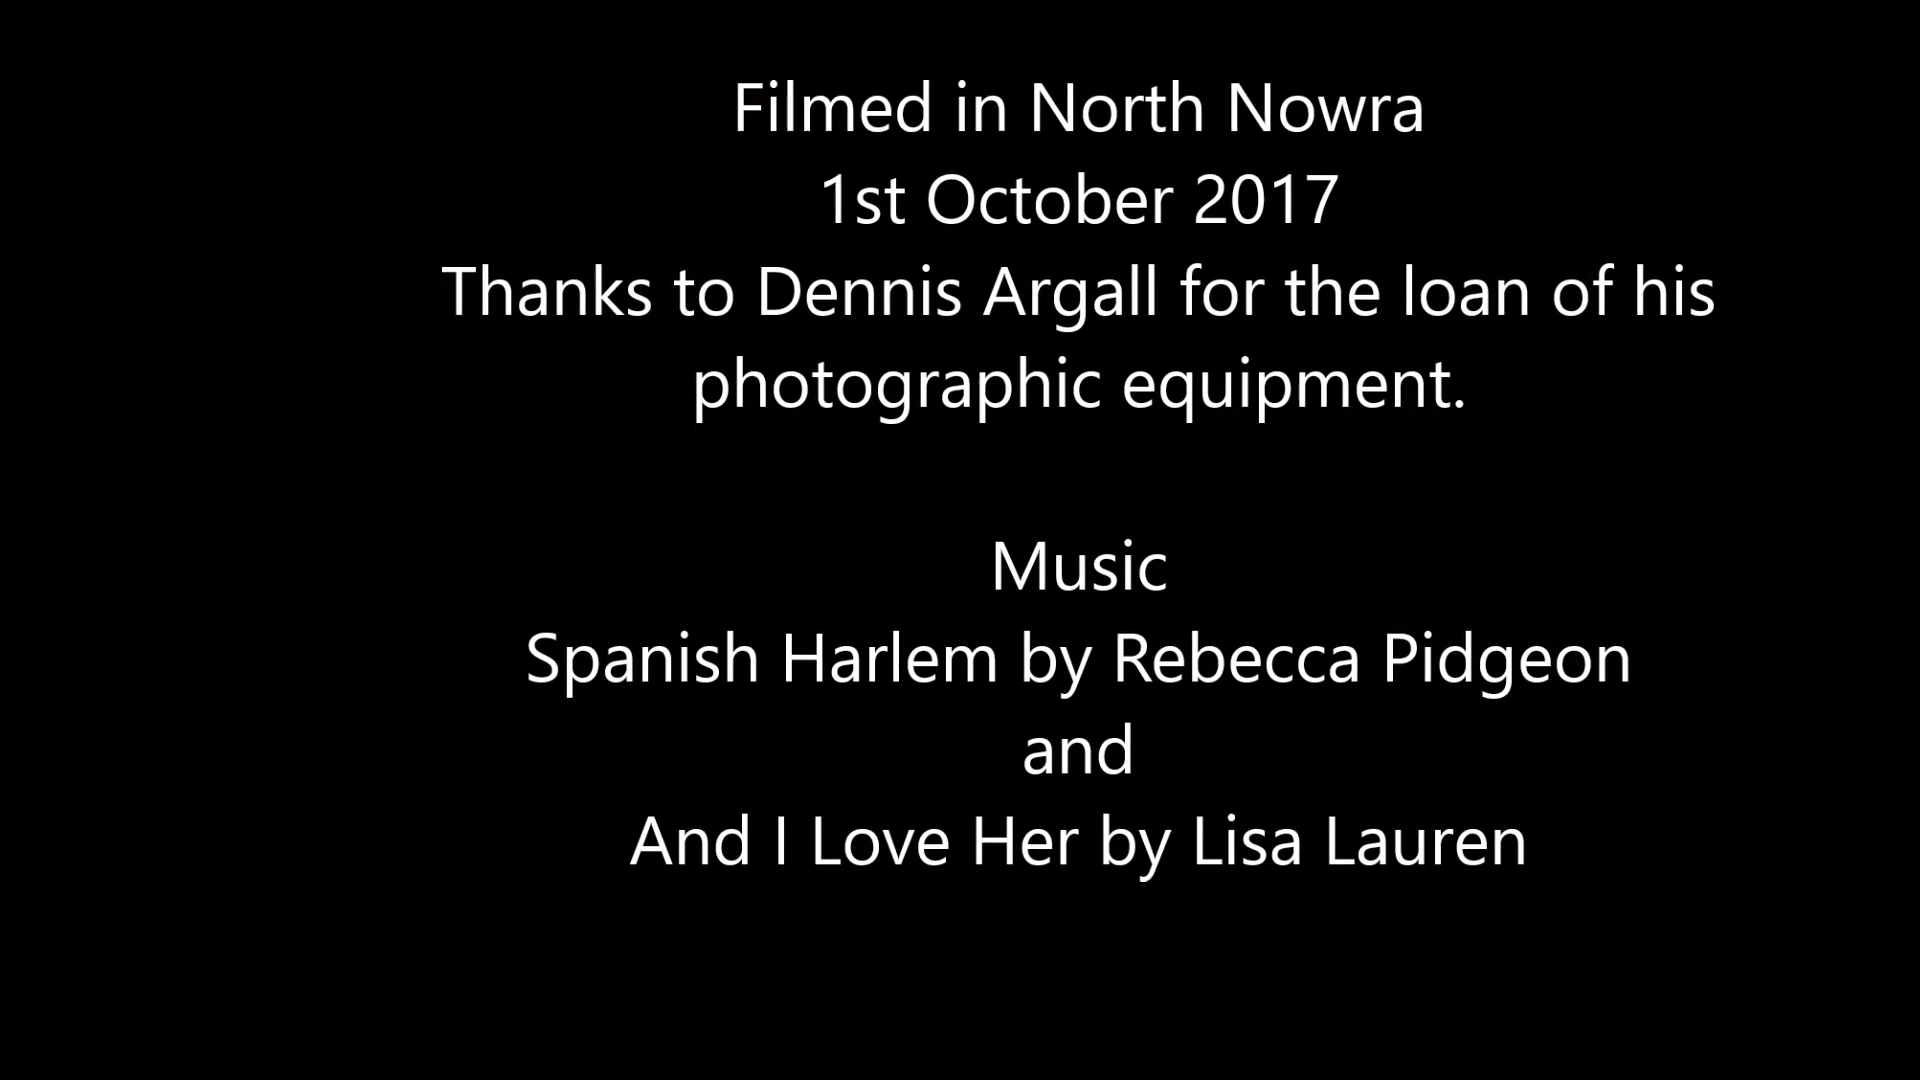 Filmed in North Nowra
1st October 2017
Thanks to Dennis Argall for the loan of his
photographic equipment.
Music
Spanish Harlem by Rebecca Pidgeon
and
And I Love Her by Lisa Lauren